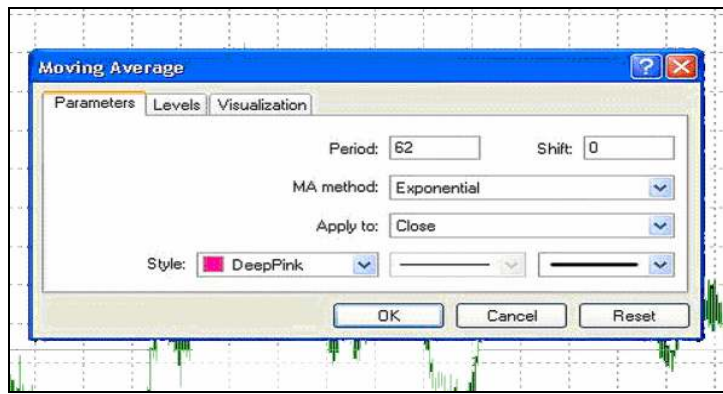 Moving Average
Parameters Levels Visualization
Period: 62 Shift: 0
MA method: Exponential
Apply to: Close
Style: DeepPink
OK Cancel Reset